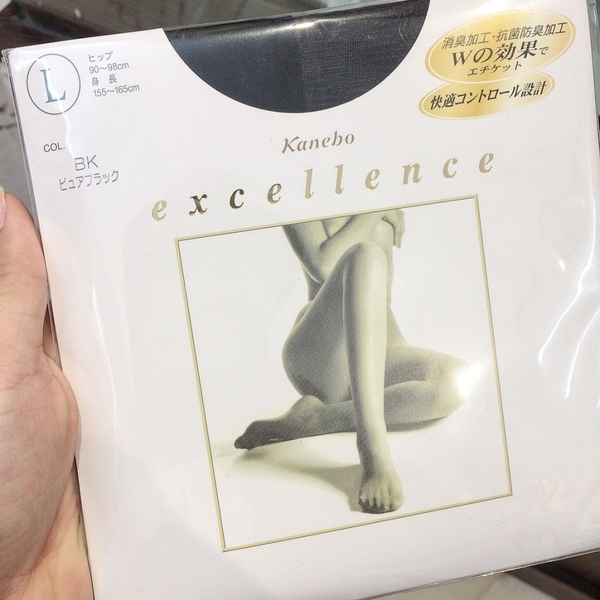 L
ヒップ
90～98cm
身長
155～165cm
COL.
BK
ピュアブラック
消臭加工・抗菌防臭加工
Wの効果で
エチケット
快適コントロール設計
Kanebo
excellence